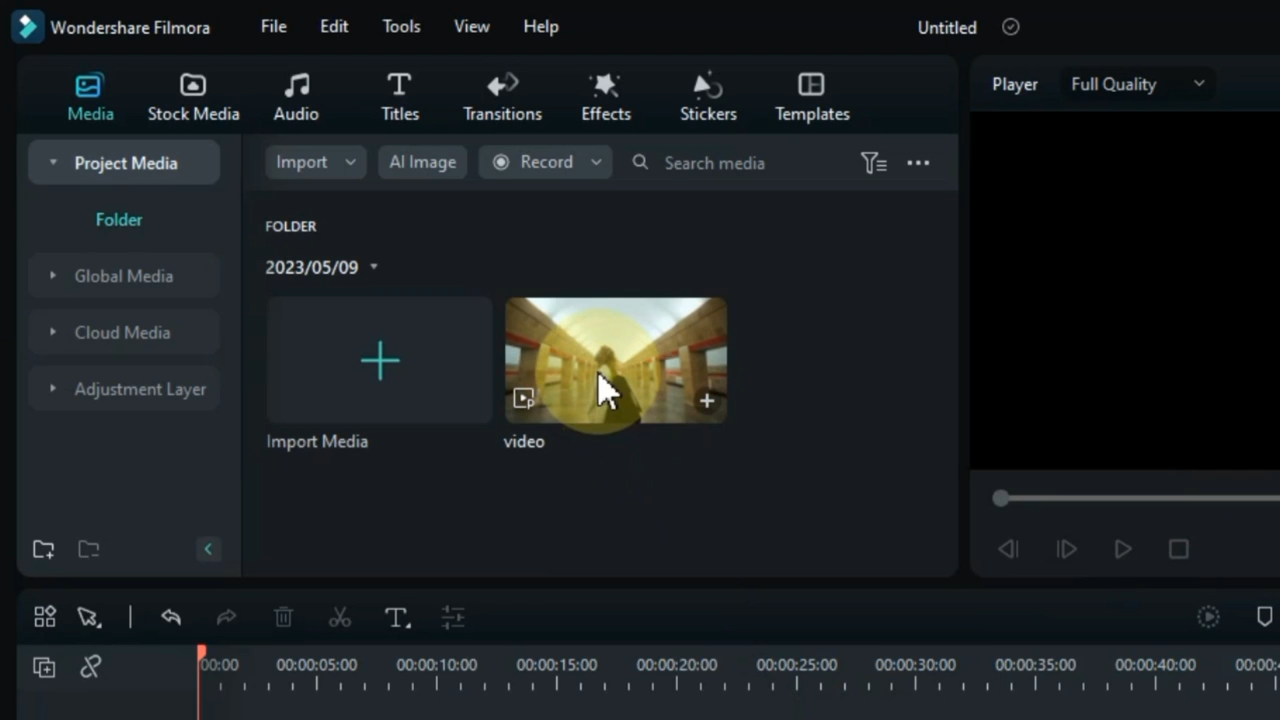 Wondershare Filmora File Edit Tools View Help Untitled
Media Stock Media Audio Titles Transitions Effects Stickers Templates
Player Full Quality
Project Media
Import AI Image Record Search media
Folder
Global Media
Cloud Media
Adjustment Layer
FOLDER
2023/05/09
Import Media video
00:00 00:00:05:00 00:00:10:00 00:00:15:00 00:00:20:00 00:00:25:00 00:00:30:00 00:00:35:00 00:00:40:00